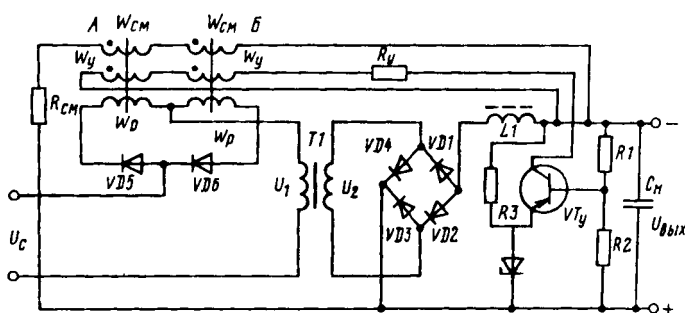 А Wсм Wсм Б
Wу Wу Rу
Rсм
Wр Wр T1
VD5 VD6
U1 U2
VD4 VD1
VD3 VD2
L1
R3 VTу
R1 R2
Cн
Uс
Uвых
− +